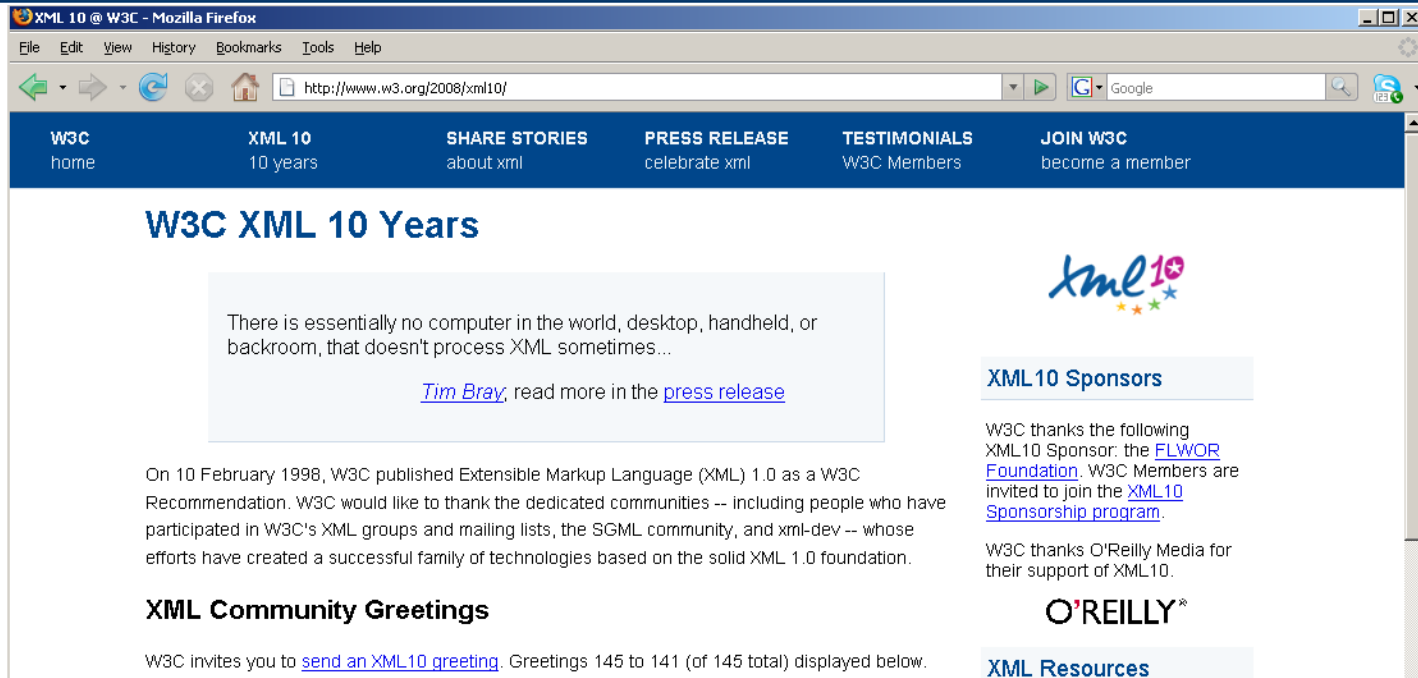 XML 10 @ W3C - Mozilla Firefox
File Edit View History Bookmarks Tools Help
http://www.w3.org/2008/xml10/
G Google
123
W3C
home
XML 10
10 years
SHARE STORIES
about xml
PRESS RELEASE
celebrate xml
TESTIMONIALS
W3C Members
JOIN W3C
become a member
W3C XML 10 Years
There is essentially no computer in the world, desktop, handheld, or
backroom, that doesn't process XML sometimes...
Tim Bray; read more in the press release
On 10 February 1998, W3C published Extensible Markup Language (XML) 1.0 as a W3C
Recommendation. W3C would like to thank the dedicated communities -- including people who have
participated in W3C's XML groups and mailing lists, the SGML community, and xml-dev -- whose
efforts have created a successful family of technologies based on the solid XML 1.0 foundation.
XML Community Greetings
W3C invites you to send an XML10 greeting. Greetings 145 to 141 (of 145 total) displayed below.
xml10
XML10 Sponsors
W3C thanks the following
XML10 Sponsor: the FLWOR
Foundation. W3C Members are
invited to join the XML10
Sponsorship program.
W3C thanks O'Reilly Media for
their support of XML10.
O'REILLY®
XML Resources